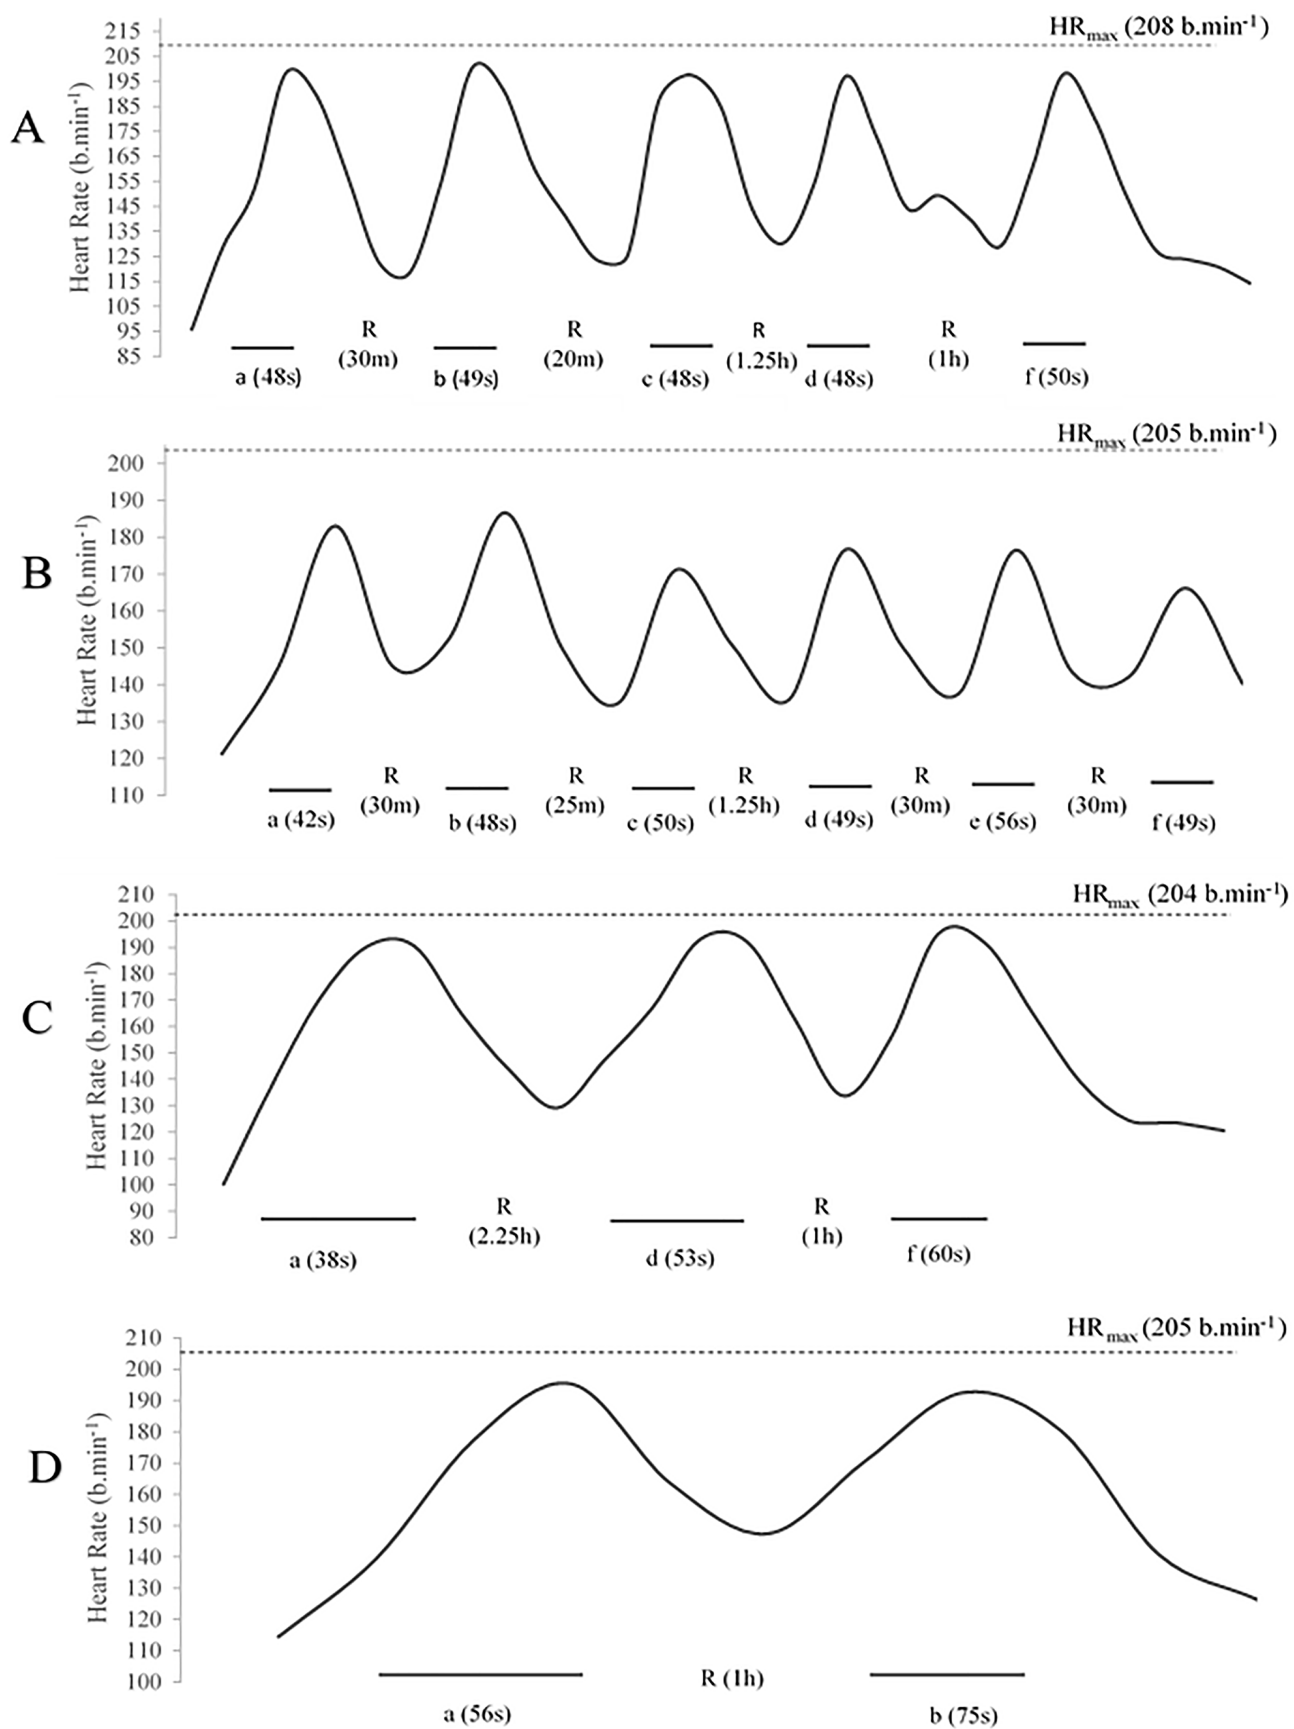 HRmax (208 b.min-1)
A
Heart Rate (b.min-1)
215
205
195
185
175
165
155
145
135
125
115
105
95
85
R R R R
(30m) (20m) (1.25h) (1h)
a (48s) b (49s) c (48s) d (48s) f (50s)
HRmax (205 b.min-1)
B
Heart Rate (b.min-1)
200
190
180
170
160
150
140
130
120
110
R R R R R
(30m) (25m) (1.25h) (30m) (30m)
a (42s) b (48s) c (50s) d (49s) e (56s) f (49s)
HRmax (204 b.min-1)
C
Heart Rate (b.min-1)
210
200
190
180
170
160
150
140
130
120
110
100
90
80
R R
(2.25h) (1h)
a (38s) d (53s) f (60s)
HRmax (205 b.min-1)
D
Heart Rate (b.min-1)
210
200
190
180
170
160
150
140
130
120
110
100
R (1h)
a (56s) b (75s)